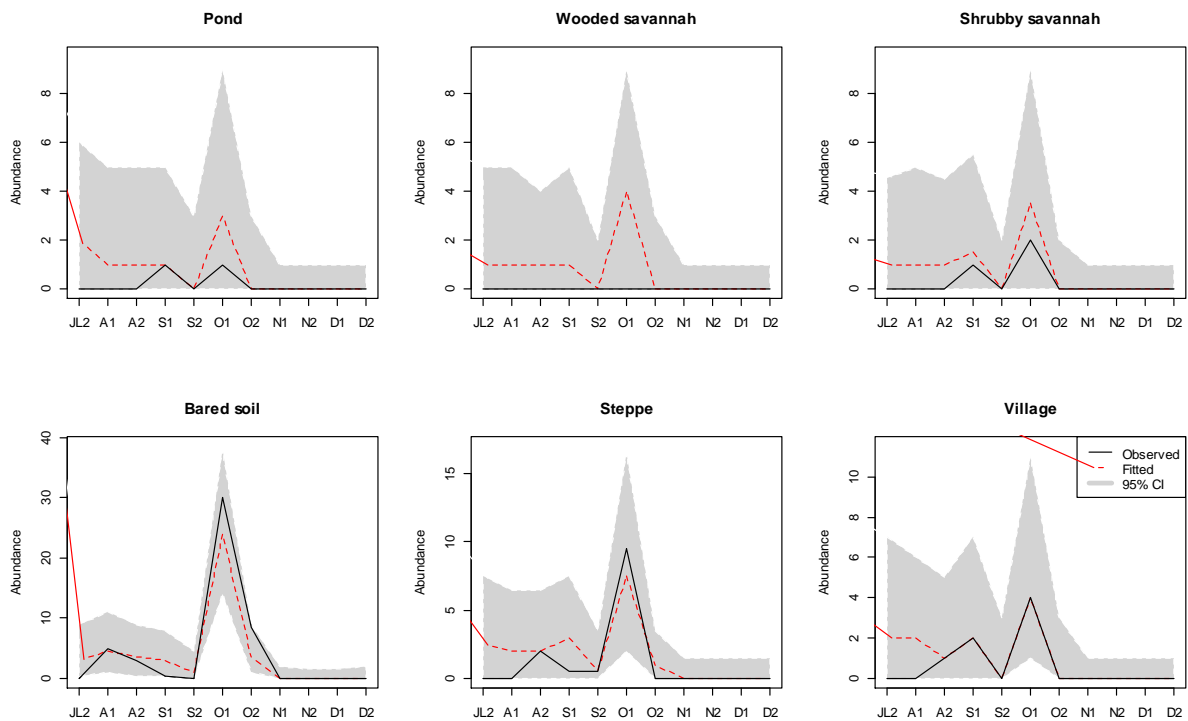 Pond
Wooded savannah
Shrubby savannah
Abundance
0 2 4 6 8
JL2 A1 A2 S1 S2 O1 O2 N1 N2 D1 D2
Abundance
0 2 4 6 8
JL2 A1 A2 S1 S2 O1 O2 N1 N2 D1 D2
Abundance
0 2 4 6 8
JL2 A1 A2 S1 S2 O1 O2 N1 N2 D1 D2
Bared soil
Steppe
Village
Abundance
0 10 20 30 40
JL2 A1 A2 S1 S2 O1 O2 N1 N2 D1 D2
Abundance
0 5 10 15
JL2 A1 A2 S1 S2 O1 O2 N1 N2 D1 D2
Abundance
0 2 4 6 8 10
JL2 A1 A2 S1 S2 O1 O2 N1 N2 D1 D2
Observed
Fitted
95% CI